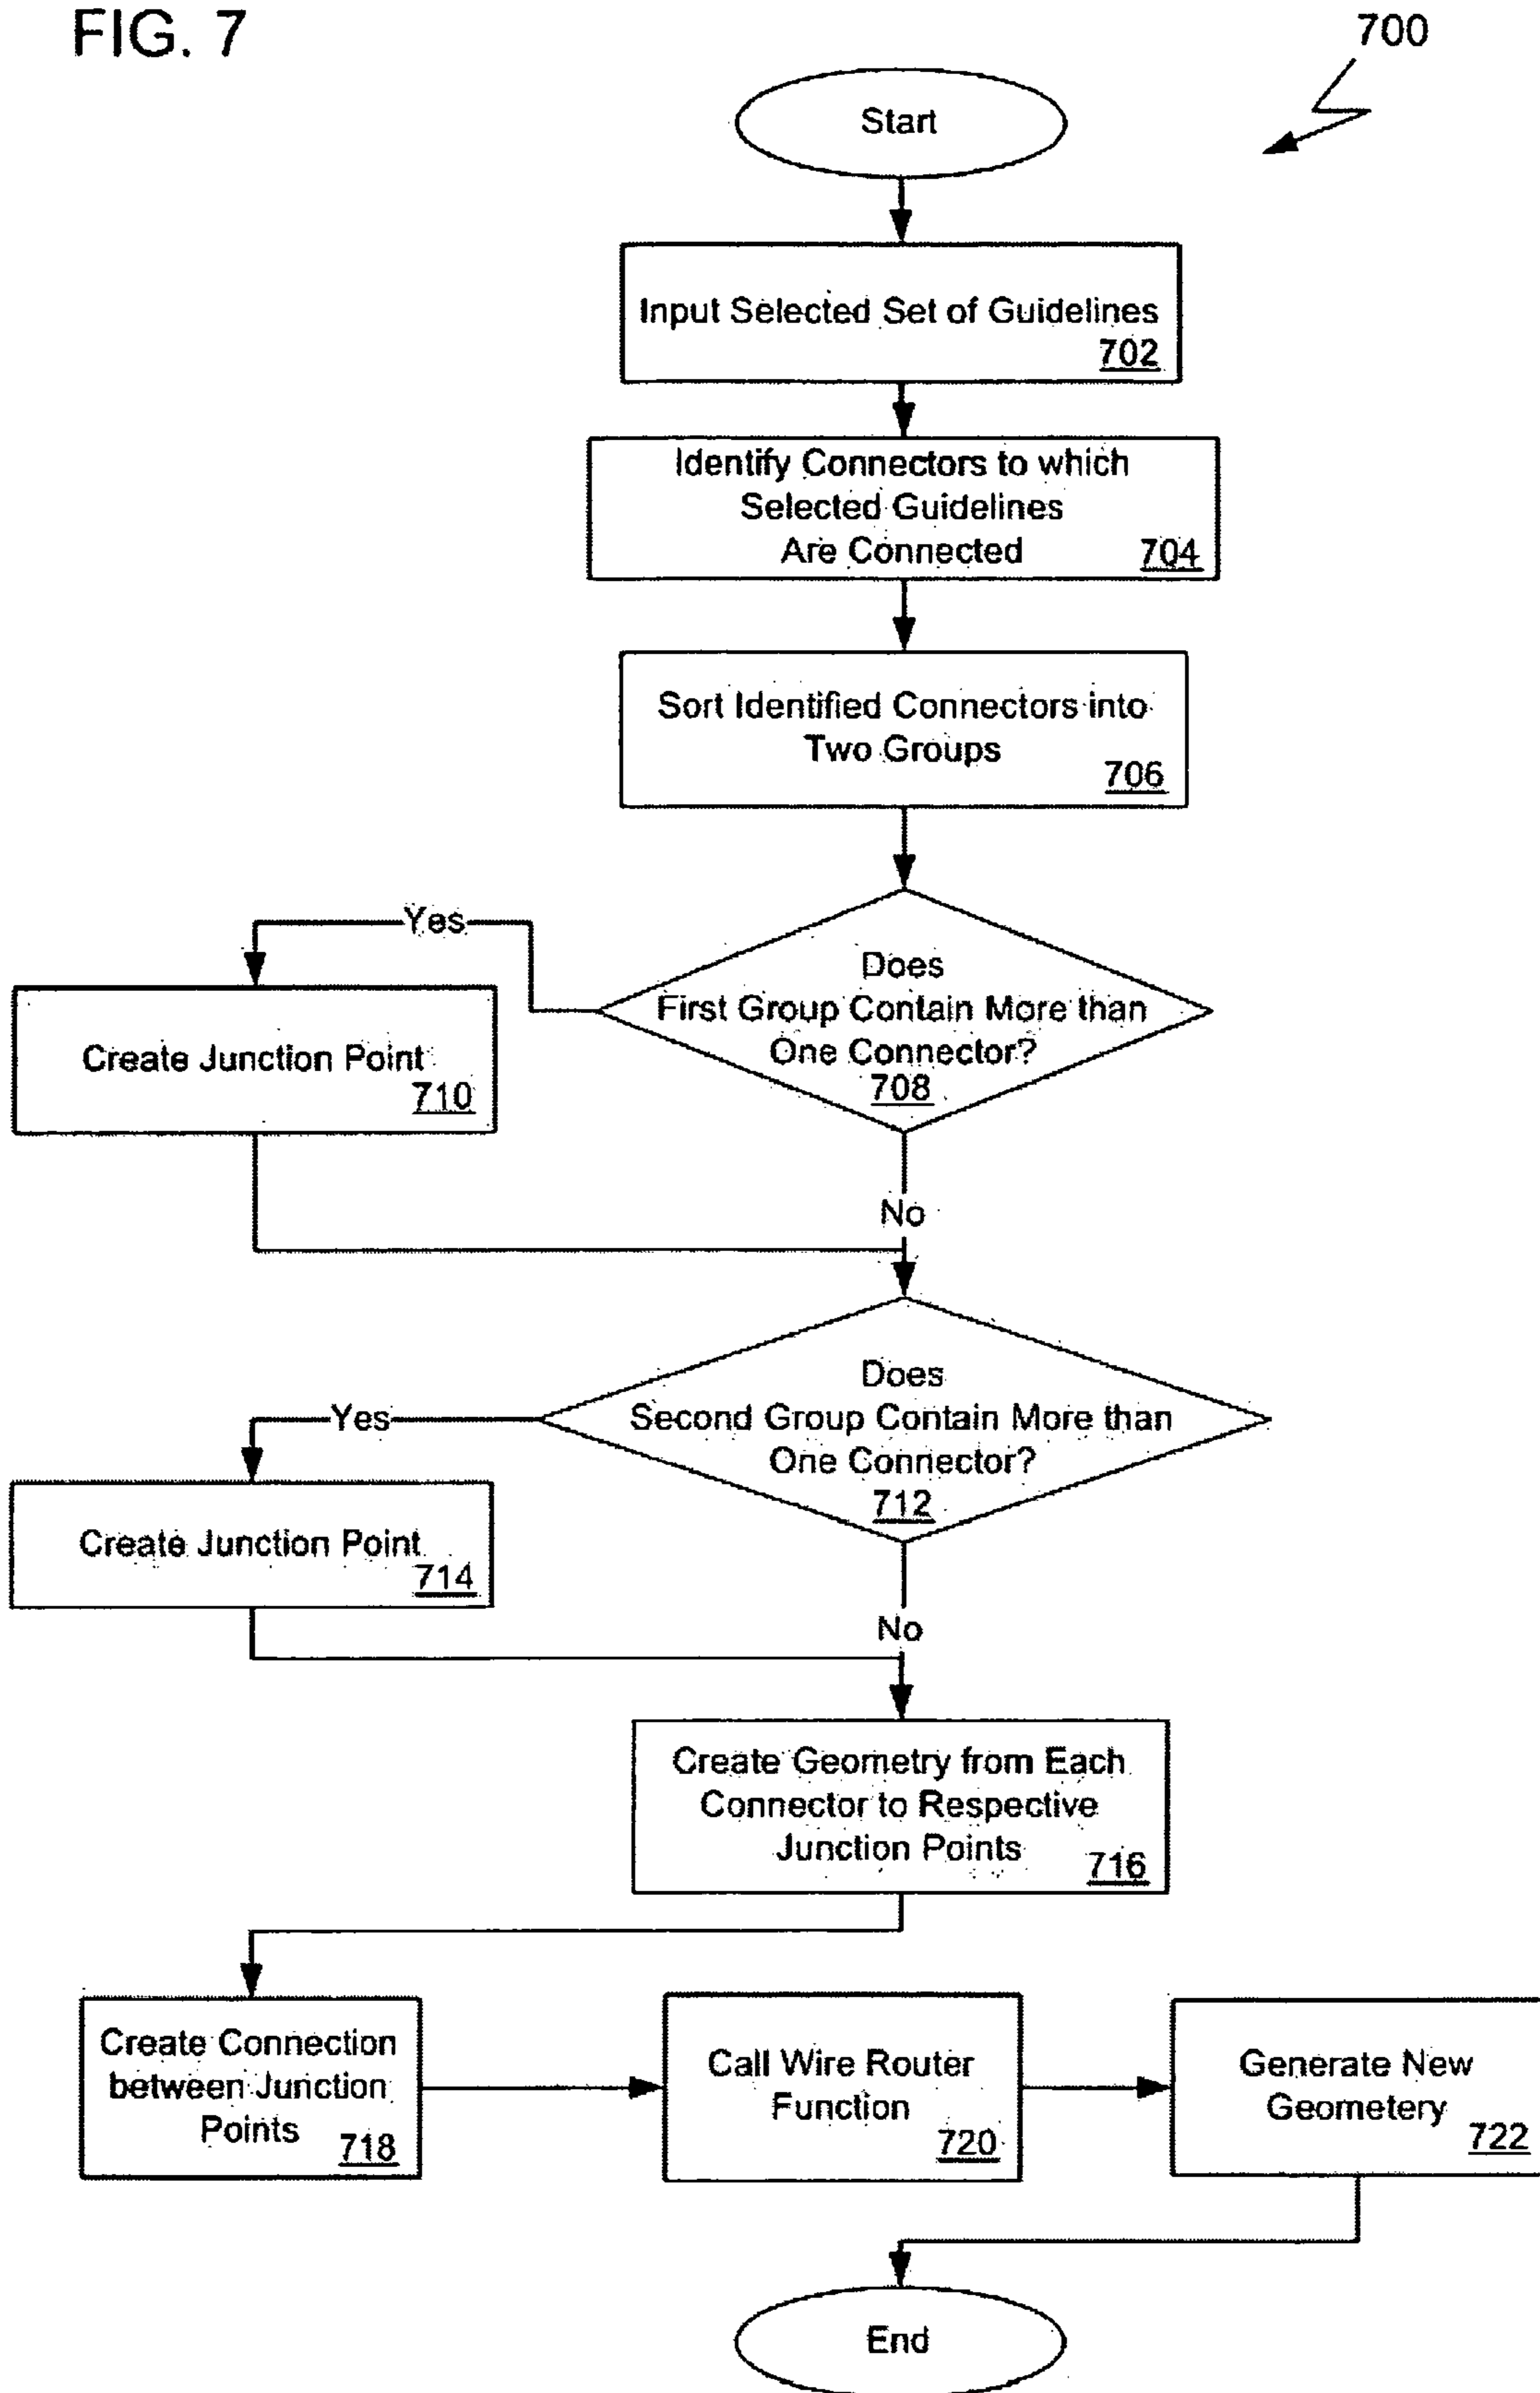 FIG. 7
700
Start
Input Selected Set of Guidelines
702
Identify Connectors to which
Selected Guidelines
Are Connected
704
Sort Identified Connectors into
Two Groups
706
Does
First Group Contain More than
One Connector?
708
Yes
Create Junction Point
710
No
Does
Second Group Contain More than
One Connector?
712
Yes
Create Junction Point
714
No
Create Geometry from Each
Connector to Respective
Junction Points
716
Create Connection
between Junction
Points
718
Call Wire Router
Function
720
Generate New
Geometery
722
End